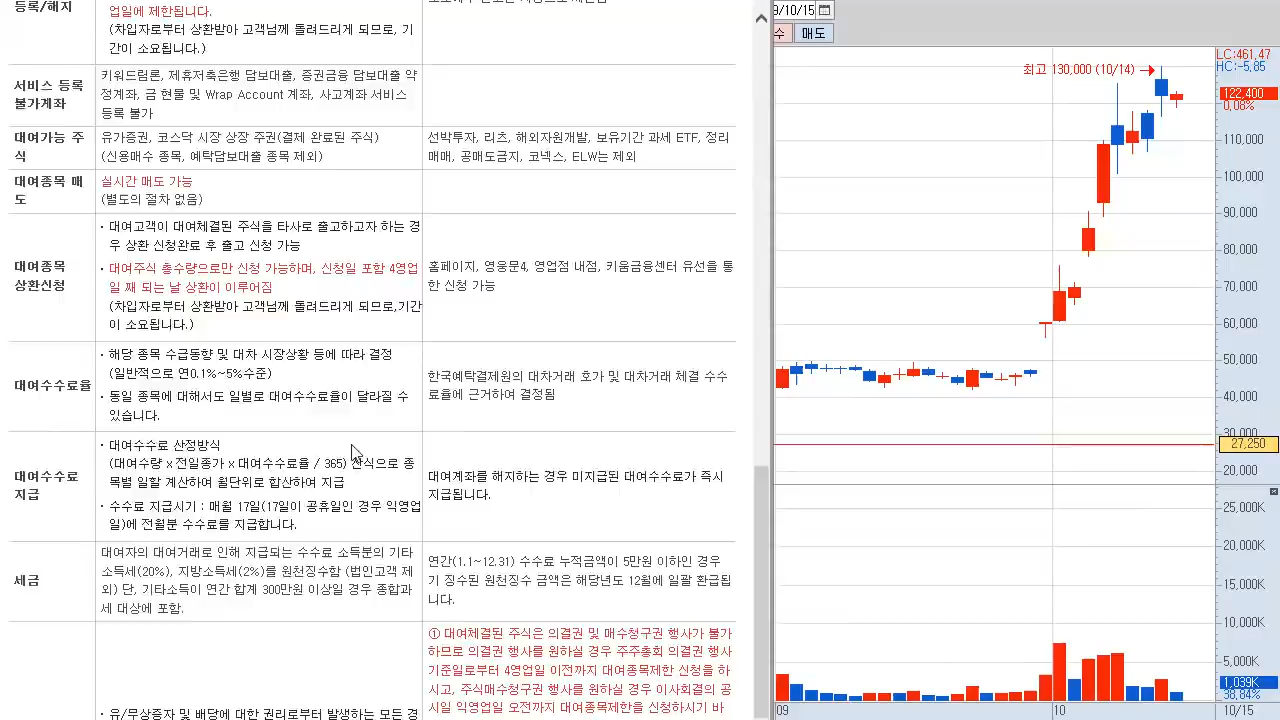 등록/해지
업일에 제한됩니다.
(차입자로부터 상환받아 고객님께 돌려드리게 되므로, 기
간이 소요됩니다.)
서비스 등록
불가계좌
키워드림론, 제휴저축은행 담보대출, 증권금융 담보대출 약
정계좌, 금 현물 및 Wrap Account 계좌, 사고계좌 서비스
등록 불가
대여가능 주
식
유가증권, 코스닥 시장 상장 주권(결제 완료된 주식)
(신용매수 종목, 예탁담보대출 종목 제외)
선박투자, 리츠, 해외자원개발, 보유기간 과세 ETF, 정리
매매, 공매도금지, 코넥스, ELW는 제외
대여종목 매
도
실시간 매도 가능
(별도의 절차 없음)
대여종목
상환신청
· 대여고객이 대여체결된 주식을 타사로 출고하고자 하는 경
우 상환 신청완료 후 출고 신청 가능
· 대여주식 총수량으로만 신청 가능하며, 신청일 포함 4영업
일 째 되는 날 상환이 이루어짐
(차입자로부터 상환받아 고객님께 돌려드리게 되므로,기간
이 소요됩니다.)
홈페이지, 영웅문4, 영업점 내점, 키움금융센터 유선을 통
한 신청 가능
대여수수료율
· 해당 종목 수급동향 및 대차 시장상황 등에 따라 결정
(일반적으로 연0.1%~5%수준)
· 동일 종목에 대해서도 일별로 대여수수료율이 달라질 수
있습니다.
한국예탁결제원의 대차거래 호가 및 대차거래 체결 수수
료율에 근거하여 결정됨
대여수수료
지급
· 대여수수료 산정방식
(대여수량 x 전일종가 x 대여수수료율 / 365) 산식으로 종
목별 일할 계산하여 월단위로 합산하여 지급
· 수수료 지급시기 : 매월 17일(17일이 공휴일인 경우 익영업
일)에 전월분 수수료를 지급합니다.
대여계좌를 해지하는 경우 미지급된 대여수수료가 즉시
지급됩니다.
세금
대여자의 대여거래로 인해 지급되는 수수료 소득분의 기타
소득세(20%), 지방소득세(2%)를 원천징수함 (법인고객 제
외) 단, 기타소득이 연간 합계 300만원 이상일 경우 종합과
세 대상에 포함.
연간(1.1~12.31) 수수료 누적금액이 5만원 이하인 경우
기 징수된 원천징수 금액은 해당년도 12월에 일괄 환급됩
니다.
· 유/무상증자 및 배당에 대한 권리로부터 발생하는 모든 경
① 대여체결된 주식은 의결권 및 매수청구권 행사가 불가
하므로 의결권 행사를 원하실 경우 주주총회 의결권 행사
기준일로부터 4영업일 이전까지 대여종목제한 신청을 하
시고, 주식매수청구권 행사를 원하실 경우 이사회결의 공
시일 익영업일 오전까지 대여종목제한을 신청하시기 바
9/10/15
수 매도
최고 130,000 (10/14) →
LC:461,47
HC:-5,85
122,400
0,08%
110,000
100,000
90,000
80,000
70,000
60,000
50,000
40,000
30,000
27,250
20,000
25,000K
20,000K
15,000K
10,000K
5,000K
1,039K
38,84%
09
10
10/15